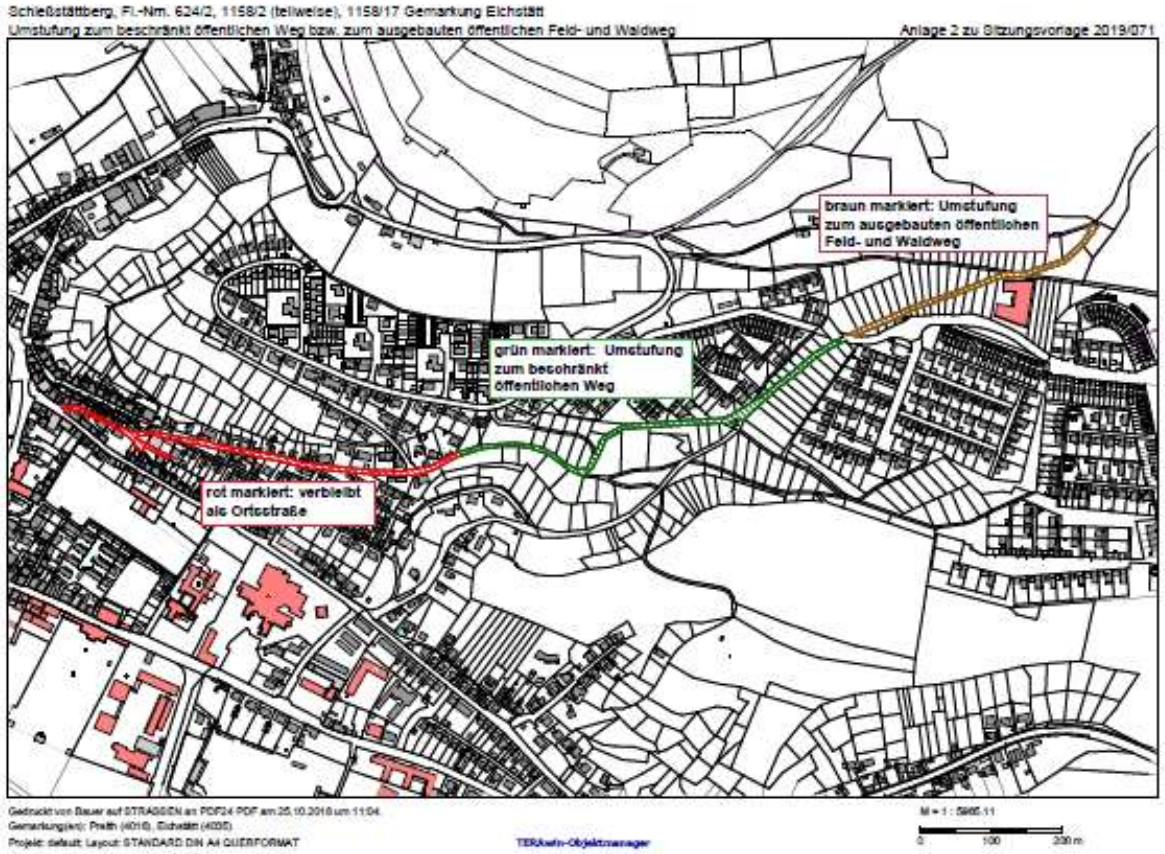 Schießstättberg, Fl.-Nrn. 624/2, 1158/2 (teilweise), 1158/17 Gemarkung Eichstätt
Umstufung zum beschränkt öffentlichen Weg bzw. zum ausgebauten öffentlichen Feld- und Waldweg
Anlage 2 zu Sitzungsvorlage 2019/071
braun markiert: Umstufung
zum ausgebauten öffentlichen
Feld- und Waldweg
grün markiert: Umstufung
zum beschränkt
öffentlichen Weg
rot markiert: verbleibt
als Ortsstraße
Gedruckt von Bauer auf STRASSEN an PDF24 PDF am 25.10.2018 um 11:04.
Gemarkung(en): Preith (4016), Eichstätt (4035)
Projekt: default; Layout: STANDARD DIN A4 QUERFORMAT
TERAwin-Objektmanager
M = 1 : 5965.11
0 100 200 m